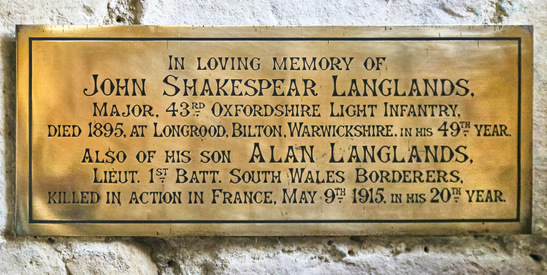 IN LOVING MEMORY OF
JOHN SHAKESPEAR LANGLANDS,
MAJOR, 43RD OXFORDSHIRE LIGHT INFANTRY,
DIED 1895, AT LONGROOD, BILTON, WARWICKSHIRE, IN HIS 49TH YEAR.
ALSO OF HIS SON ALAN LANGLANDS,
LIEUT. 1ST BATT. SOUTH WALES BORDERERS,
KILLED IN ACTION IN FRANCE, MAY 9TH 1915, IN HIS 20TH YEAR.